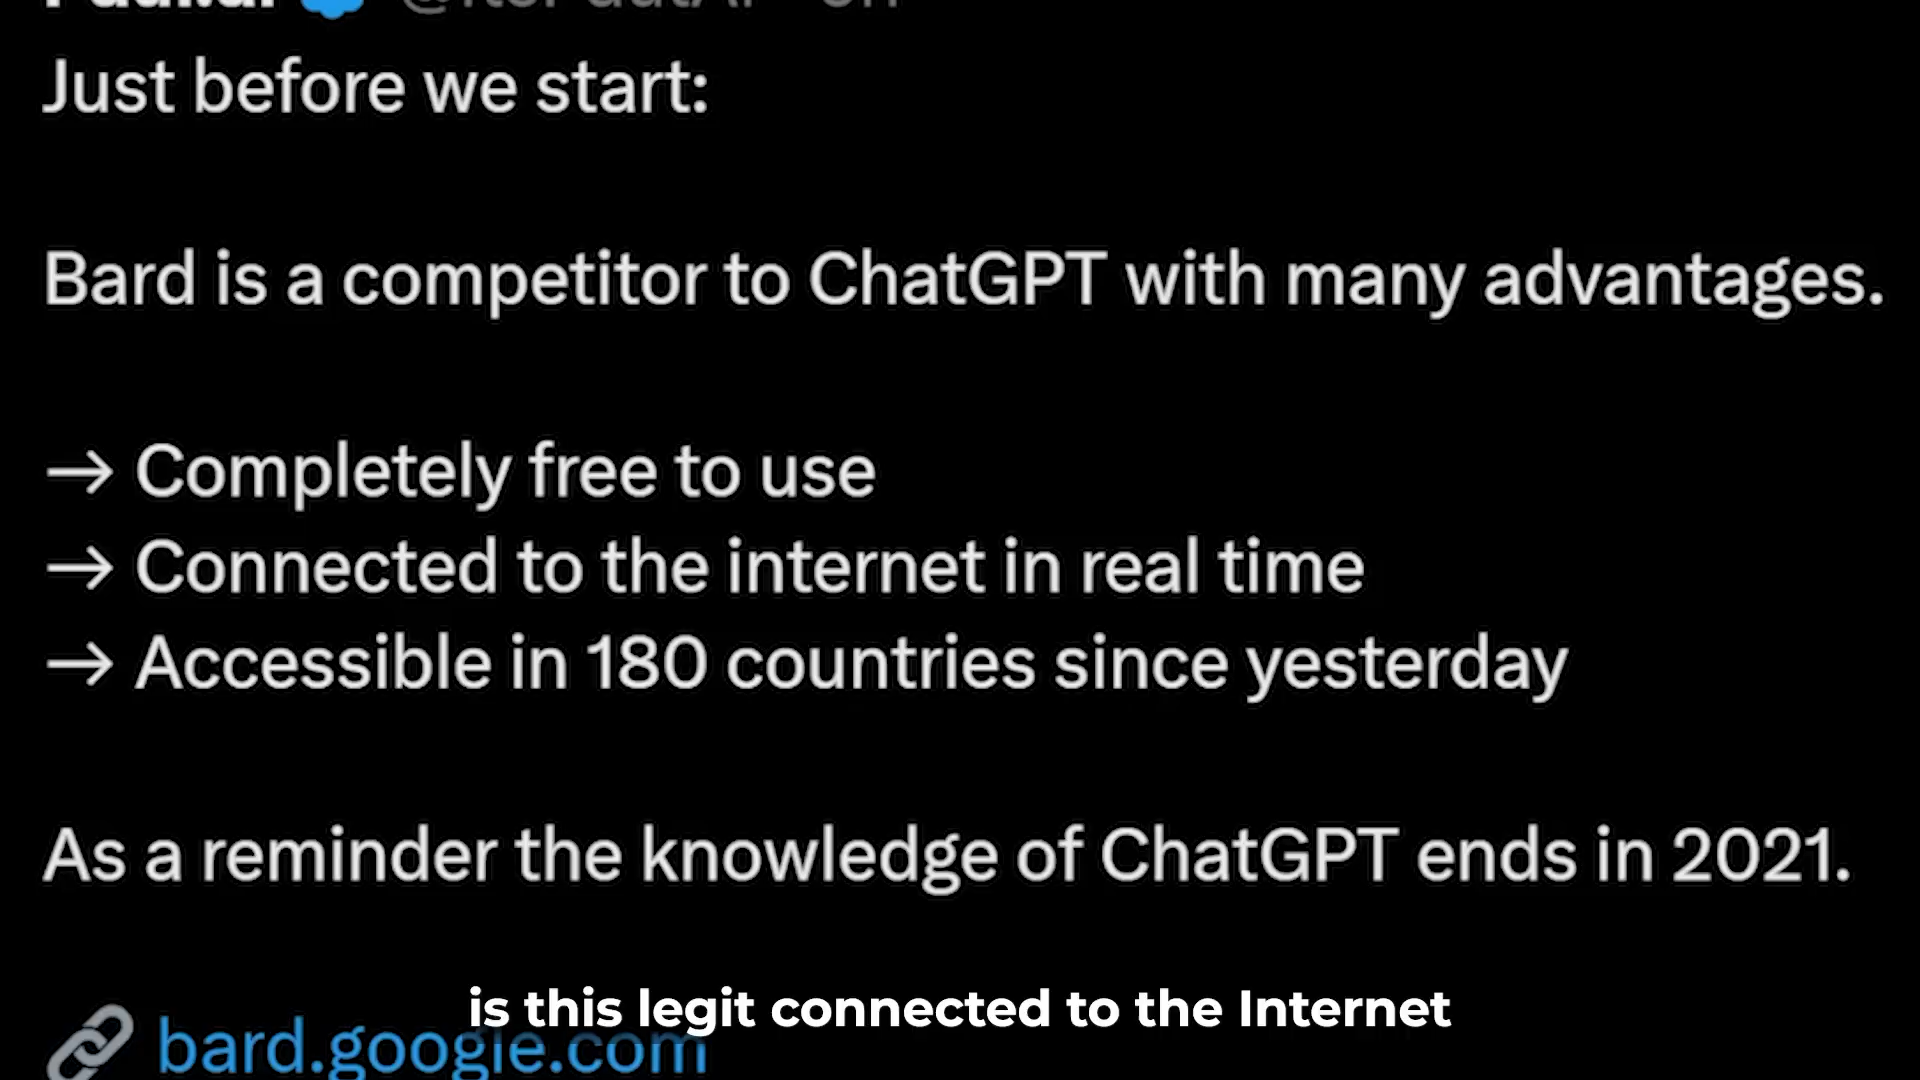 Just before we start:
Bard is a competitor to ChatGPT with many advantages.
→ Completely free to use
→ Connected to the internet in real time
→ Accessible in 180 countries since yesterday
As a reminder the knowledge of ChatGPT ends in 2021.
is this legit connected to the Internet
bard.google.com